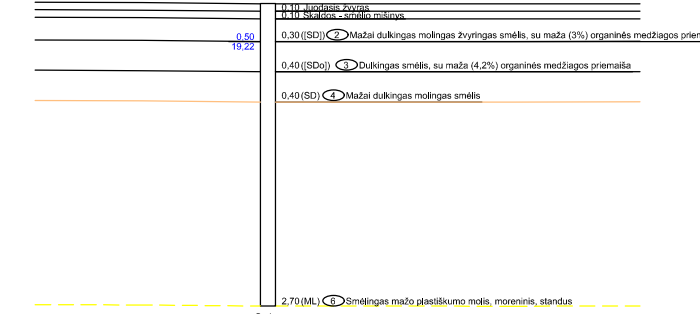 0,10 Juodasis žvyras
0,10 Skaldos - smėlio mišinys
0,30 ([SD]) 2 Mažai dulkingas molingas žvyringas smėlis, su maža (3%) organinės medžiagos
0,50
19,22
0,40 ([SDo]) 3 Dulkingas smėlis, su maža (4,2%) organinės medžiagos priemaiša
0,40 (SD) 4 Mažai dulkingas molingas smėlis
2,70 (ML) 6 Smėlingas mažo plastiškumo molis, moreninis, standus